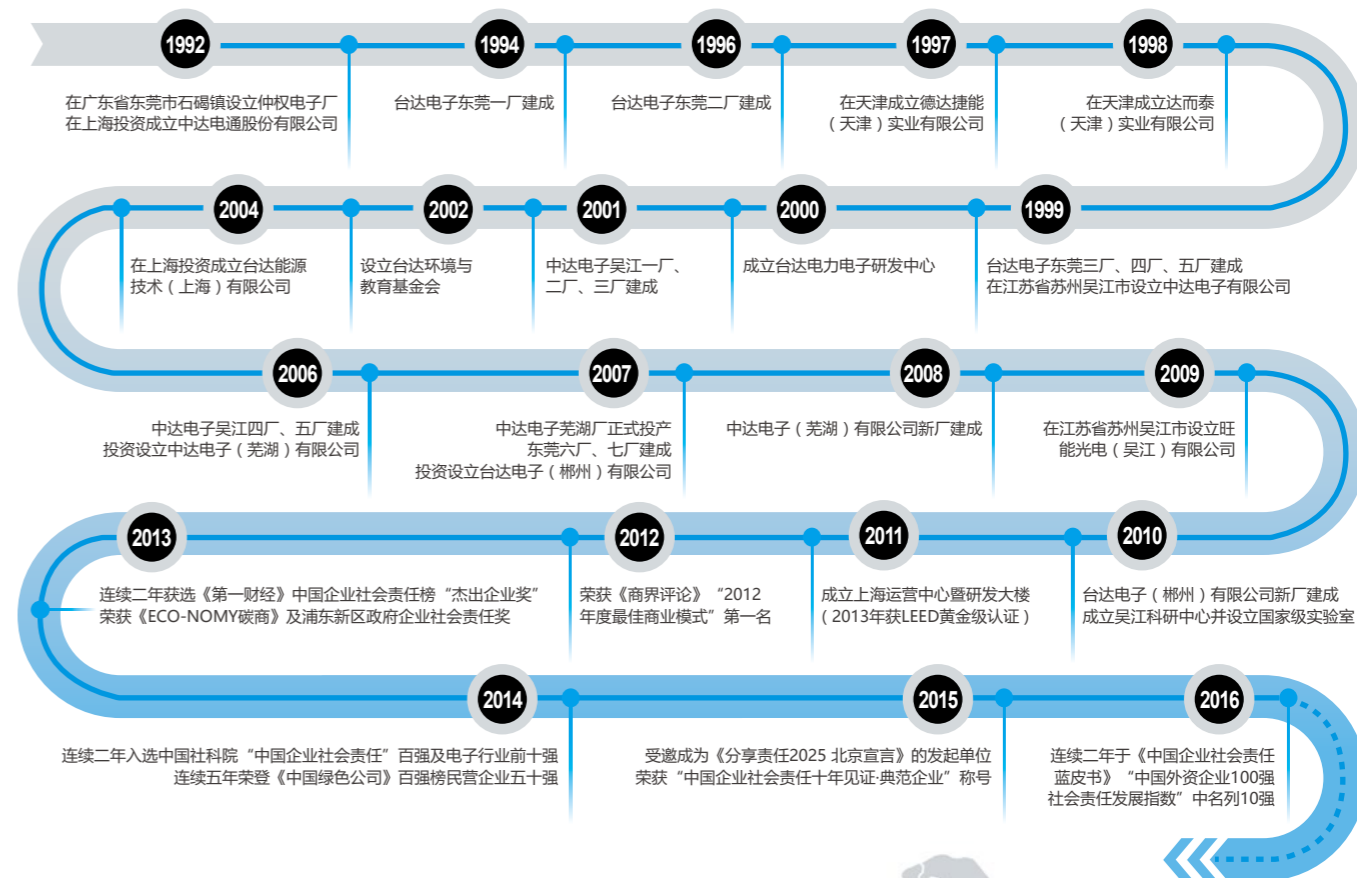 1992
在广东省东莞市石碣镇设立仲权电子厂
在上海投资成立中达电通股份有限公司
1994
台达电子东莞一厂建成
1996
台达电子东莞二厂建成
1997
在天津成立德达捷能
（天津）实业有限公司
1998
在天津成立达而泰
（天津）实业有限公司
1999
台达电子东莞三厂、四厂、五厂建成
在江苏省苏州吴江市设立中达电子有限公司
2000
成立台达电力电子研发中心
2001
中达电子吴江一厂、
二厂、三厂建成
2002
设立台达环境与
教育基金会
2004
在上海投资成立台达能源
技术（上海）有限公司
2006
中达电子吴江四厂、五厂建成
投资设立中达电子（芜湖）有限公司
2007
中达电子芜湖厂正式投产
东莞六厂、七厂建成
投资设立台达电子（郴州）有限公司
2008
中达电子（芜湖）有限公司新厂建成
2009
在江苏省苏州吴江市设立旺
能光电（吴江）有限公司
2010
台达电子（郴州）有限公司新厂建成
成立吴江科研中心并设立国家级实验室
2011
成立上海运营中心暨研发大楼
（2013年获LEED黄金级认证）
2012
荣获《商界评论》“2012
年度最佳商业模式”第一名
2013
连续二年获选《第一财经》中国企业社会责任榜“杰出企业奖”
荣获《ECO-NOMY碳商》及浦东新区政府企业社会责任奖
2014
连续二年入选中国社科院“中国企业社会责任”百强及电子行业前十强
连续五年荣登《中国绿色公司》百强榜民营企业五十强
2015
受邀成为《分享责任2025 北京宣言》的发起单位
荣获“中国企业社会责任十年见证·典范企业”称号
2016
连续二年于《中国企业社会责任
蓝皮书》“中国外资企业100强
社会责任发展指数”中名列10强